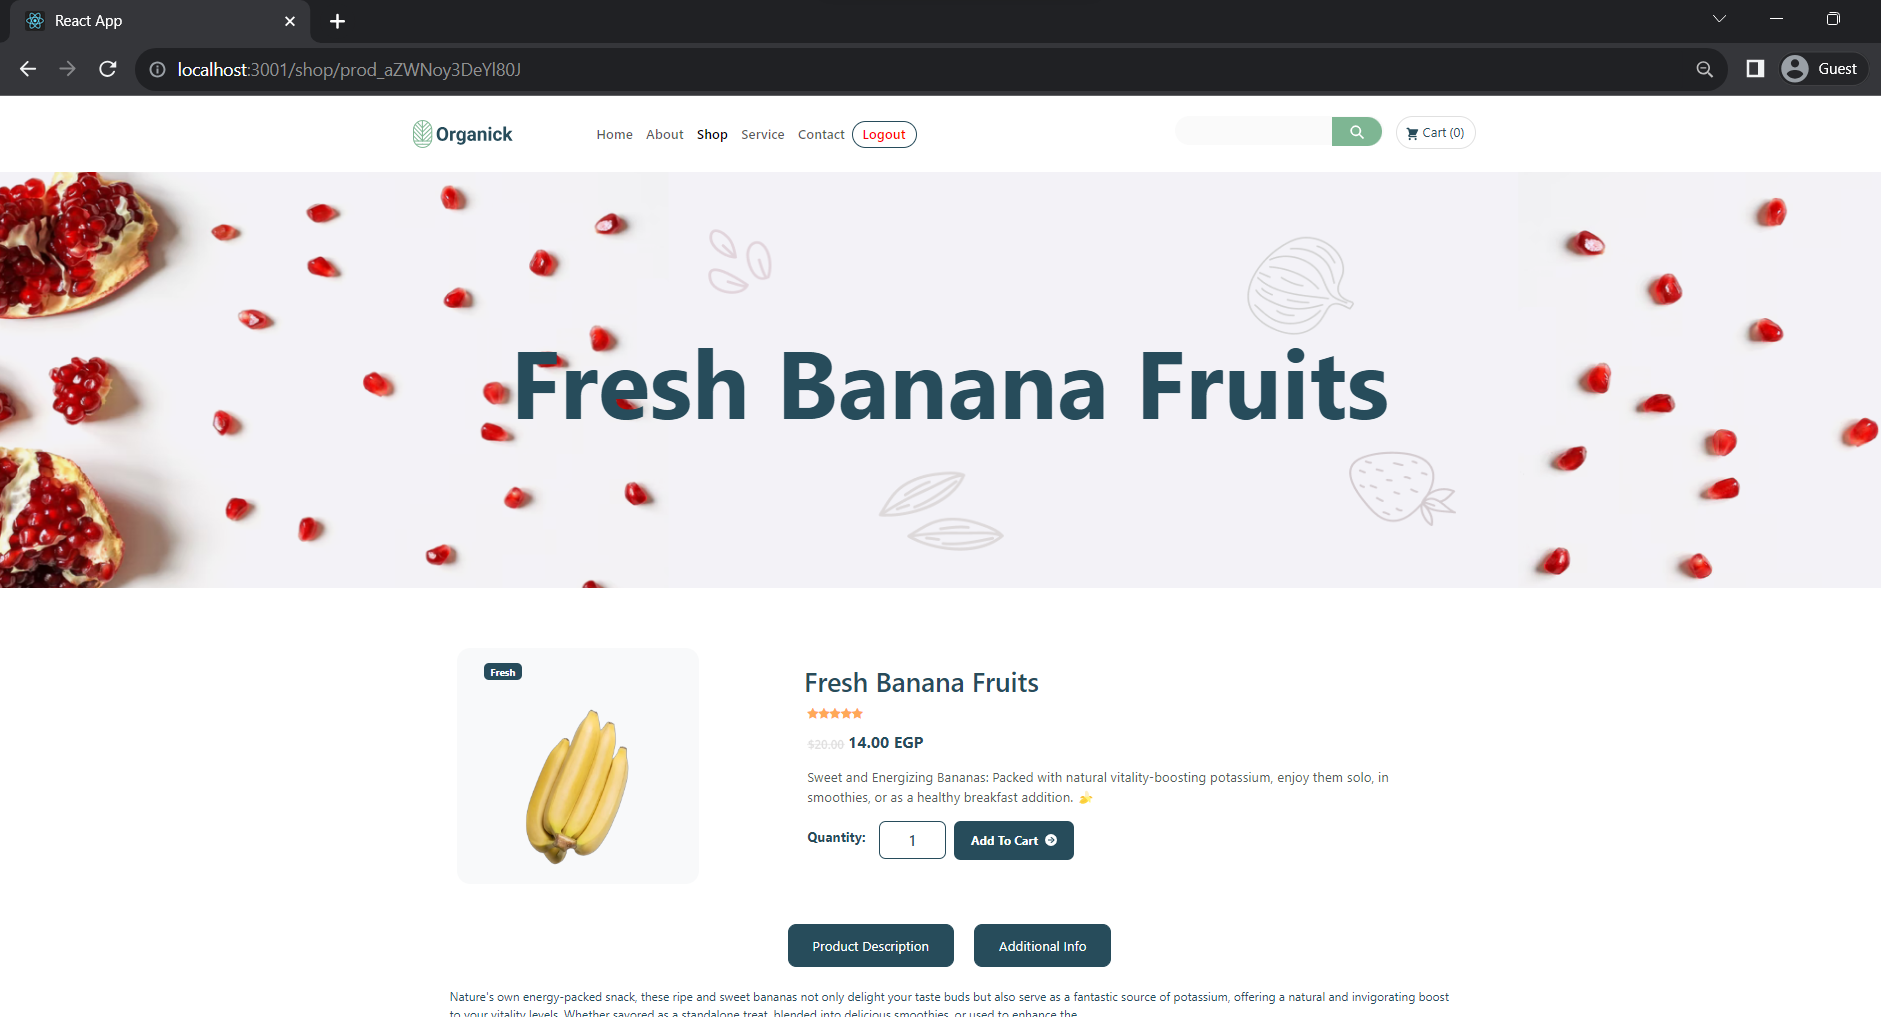 React App
localhost:3001/shop/prod_aZWNoy3DeYl80J
Guest
Organick
Home About Shop Service Contact Logout
Cart (0)
Fresh Banana Fruits
Fresh
Fresh Banana Fruits
$20.00 14.00 EGP
Sweet and Energizing Bananas: Packed with natural vitality-boosting potassium, enjoy them solo, in
smoothies, or as a healthy breakfast addition. 🍌
Quantity: 1 Add To Cart
Product Description Additional Info
Nature's own energy-packed snack, these ripe and sweet bananas not only delight your taste buds but also serve as a fantastic source of potassium, offering a natural and invigorating boost
to your vitality levels. Whether savored as a standalone treat, blended into delicious smoothies, or used to enhance the